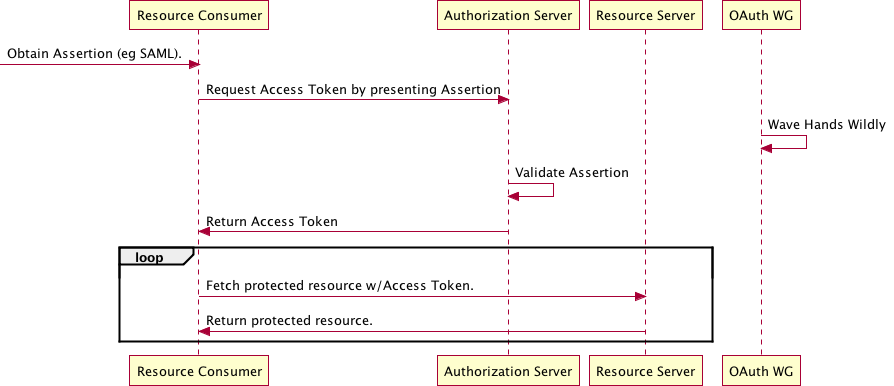 Resource Consumer
Authorization Server
Resource Server
OAuth WG
Obtain Assertion (eg SAML).
Request Access Token by presenting Assertion
Wave Hands Wildly
Validate Assertion
Return Access Token
loop
Fetch protected resource w/Access Token.
Return protected resource.
Resource Consumer
Authorization Server
Resource Server
OAuth WG